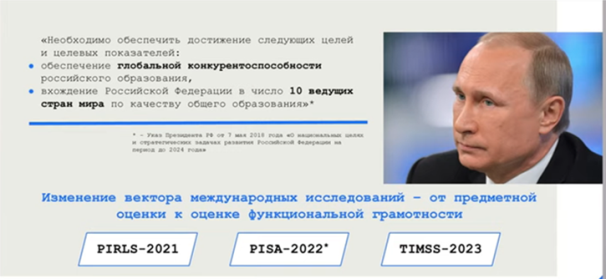 «Необходимо обеспечить достижение следующих целей
и целевых показателей:
• обеспечение глобальной конкурентоспособности
российского образования,
• вхождение Российской Федерации в число 10 ведущих
стран мира по качеству общего образования»*
* - Указ Президента РФ от 7 мая 2018 года «О национальных целях
и стратегических задачах развития Российской Федерации на
период до 2024 года»
Изменение вектора международных исследований – от предметной
оценки к оценке функциональной грамотности
PIRLS-2021
PISA-2022*
TIMSS-2023